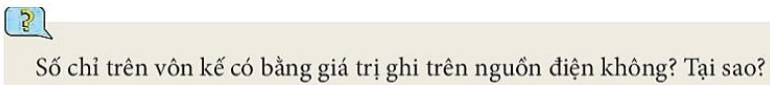 ?
Số chỉ trên vôn kế có bằng giá trị ghi trên nguồn điện không? Tại sao?